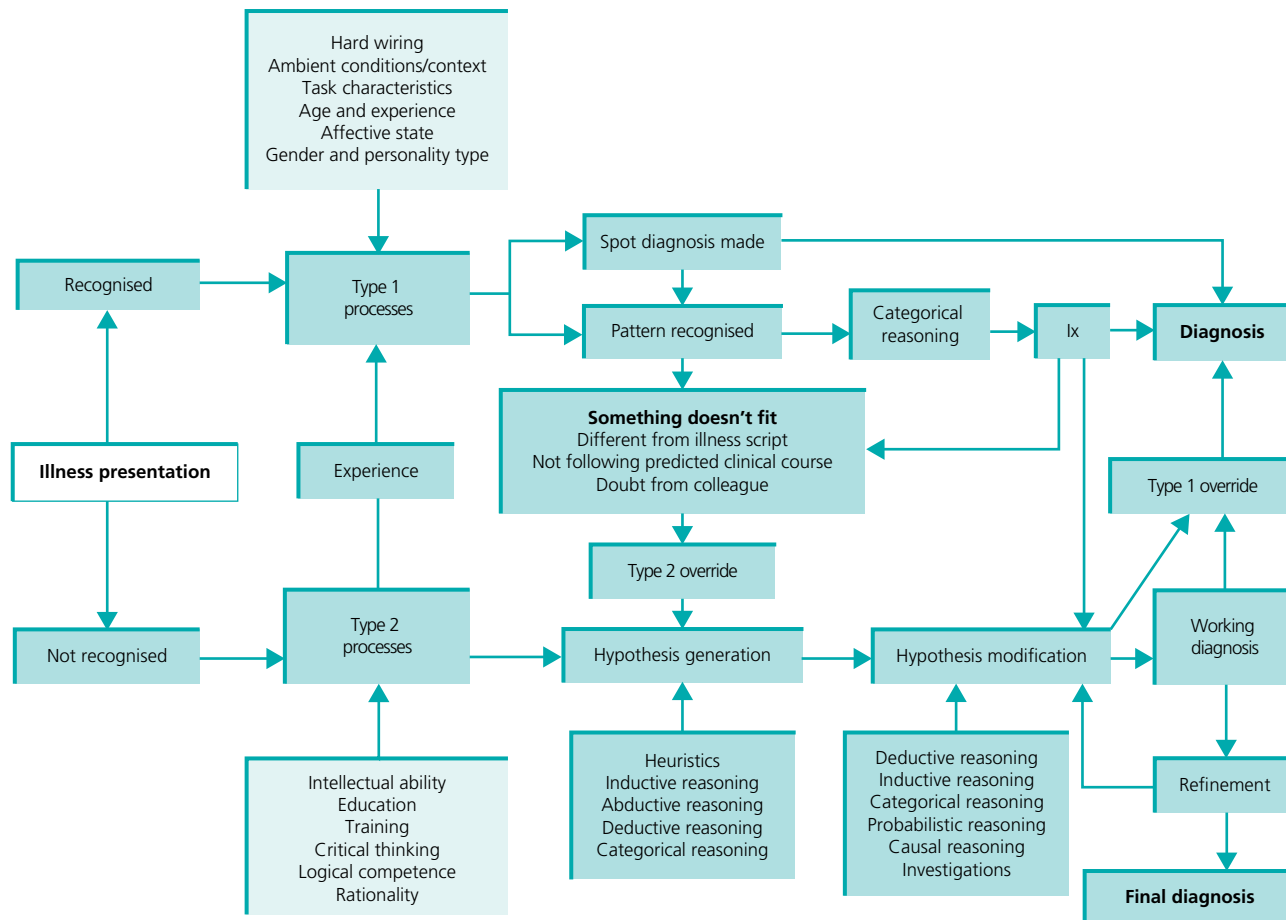 Hard wiring
Ambient conditions/context
Task characteristics
Age and experience
Affective state
Gender and personality type
Spot diagnosis made
Recognised
Type 1
processes
Pattern recognised
Categorical
reasoning
Ix
Diagnosis
Something doesn't fit
Different from illness script
Not following predicted clinical course
Doubt from colleague
Illness presentation
Experience
Type 1 override
Type 2 override
Not recognised
Type 2
processes
Hypothesis generation
Hypothesis modification
Working
diagnosis
Intellectual ability
Education
Training
Critical thinking
Logical competence
Rationality
Heuristics
Inductive reasoning
Abductive reasoning
Deductive reasoning
Categorical reasoning
Deductive reasoning
Inductive reasoning
Categorical reasoning
Probabilistic reasoning
Causal reasoning
Investigations
Refinement
Final diagnosis